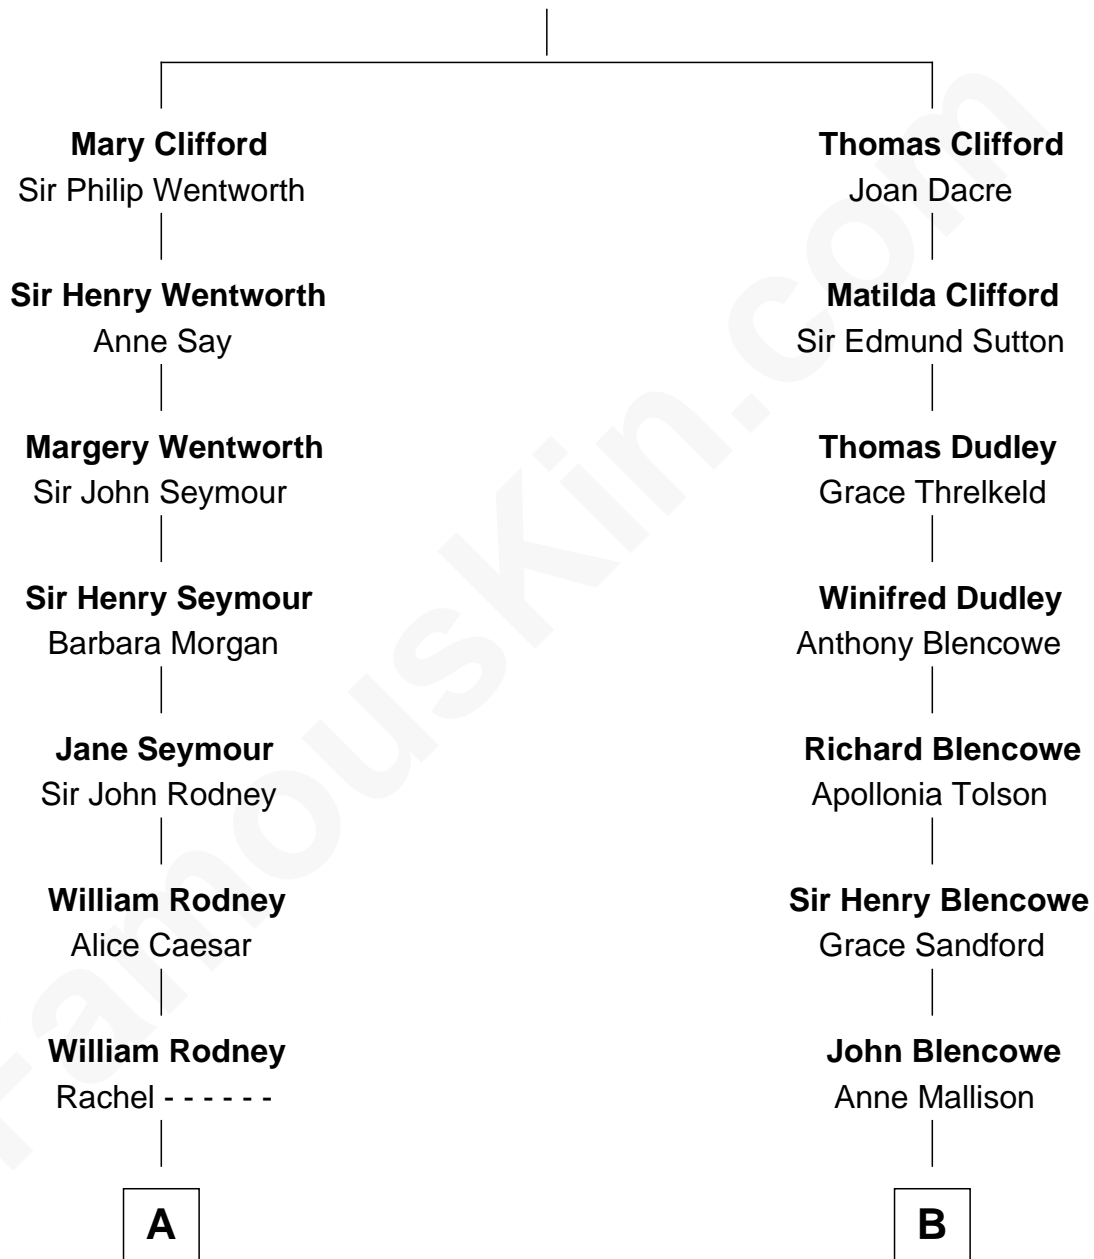 Mary Clifford
Sir Philip Wentworth
Sir Henry Wentworth
Anne Say
Margery Wentworth
Sir John Seymour
Sir Henry Seymour
Barbara Morgan
Jane Seymour
Sir John Rodney
William Rodney
Alice Caesar
William Rodney
Rachel - - - - - -
A
Thomas Clifford
Joan Dacre
Matilda Clifford
Sir Edmund Sutton
Thomas Dudley
Grace Threlkeld
Winifred Dudley
Anthony Blencowe
Richard Blencowe
Apollonia Tolson
Sir Henry Blencowe
Grace Sandford
John Blencowe
Anne Mallison
B
FamousKin.com